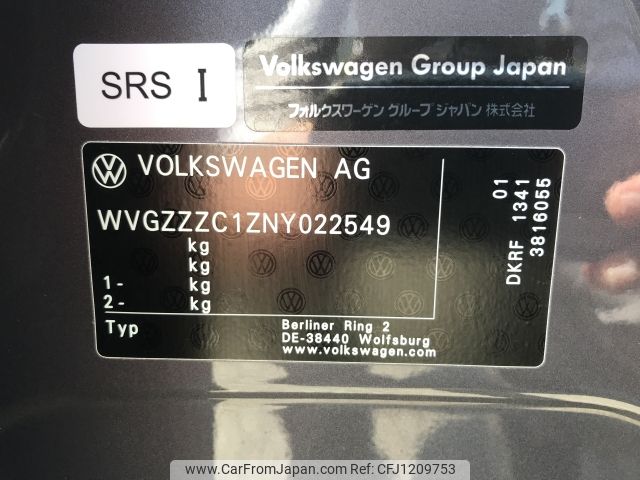 SRS I
Volkswagen Group Japan
フォルクスワーゲン グループ ジャパン 株式会社
VOLKSWAGEN AG
WVGZZZC1ZNY022549
kg
kg
1- kg
2- kg
Typ
Berliner Ring 2
DE-38440 Wolfsburg
www.volkswagen.com
01
DKRF 1341
3816055
www.CarFromJapan.com Ref-No: CFJ1209753